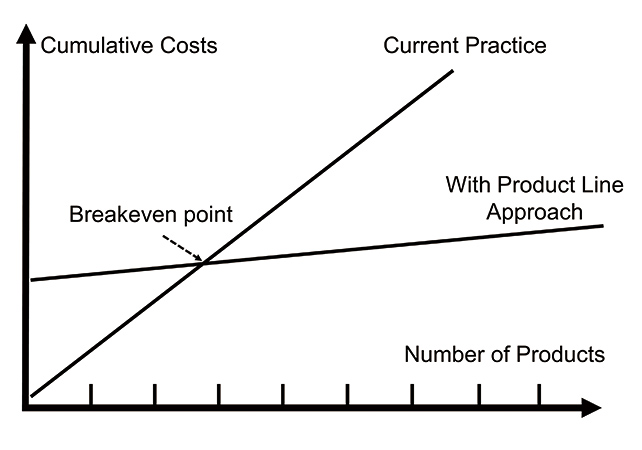 Cumulative Costs
Current Practice
With Product Line
Approach
Breakeven point
Number of Products